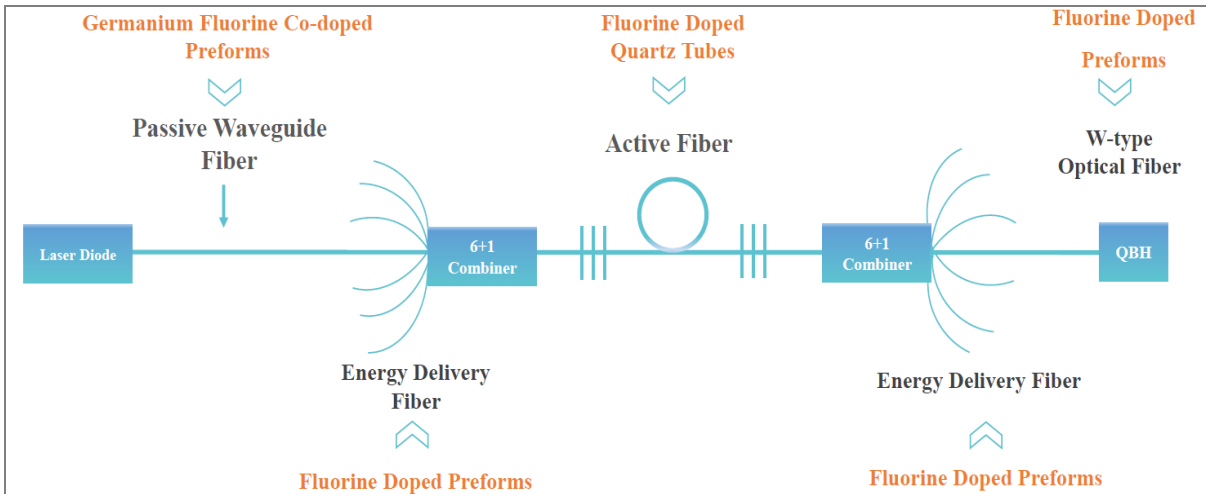 Germanium Fluorine Co-doped
Preforms
Fluorine Doped
Quartz Tubes
Fluorine Doped
Preforms
Passive Waveguide
Fiber
Active Fiber
W-type
Optical Fiber
Laser Diode
6+1
Combiner
6+1
Combiner
QBH
Energy Delivery
Fiber
Energy Delivery Fiber
Fluorine Doped Preforms
Fluorine Doped Preforms